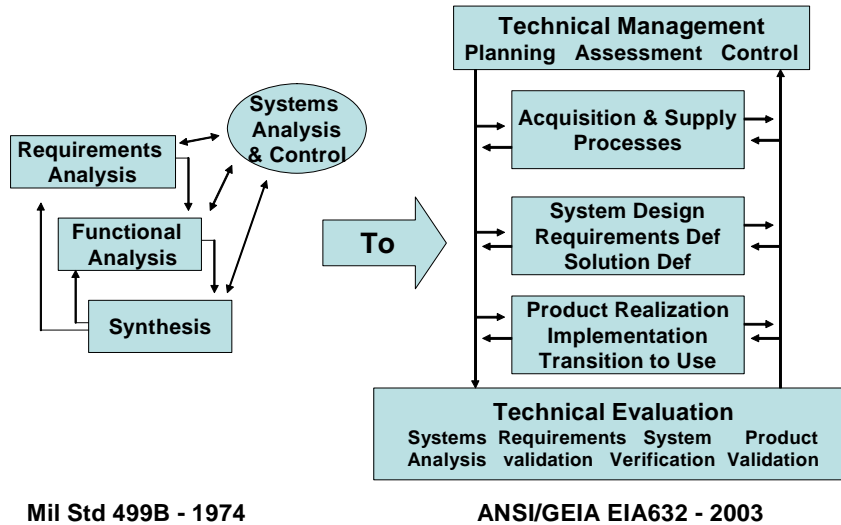 Systems
Analysis
& Control
Requirements
Analysis
Functional
Analysis
Synthesis
To
Technical Management
Planning Assessment Control
Acquisition & Supply
Processes
System Design
Requirements Def
Solution Def
Product Realization
Implementation
Transition to Use
Technical Evaluation
Systems Requirements System Product
Analysis validation Verification Validation
Mil Std 499B - 1974
ANSI/GEIA EIA632 - 2003